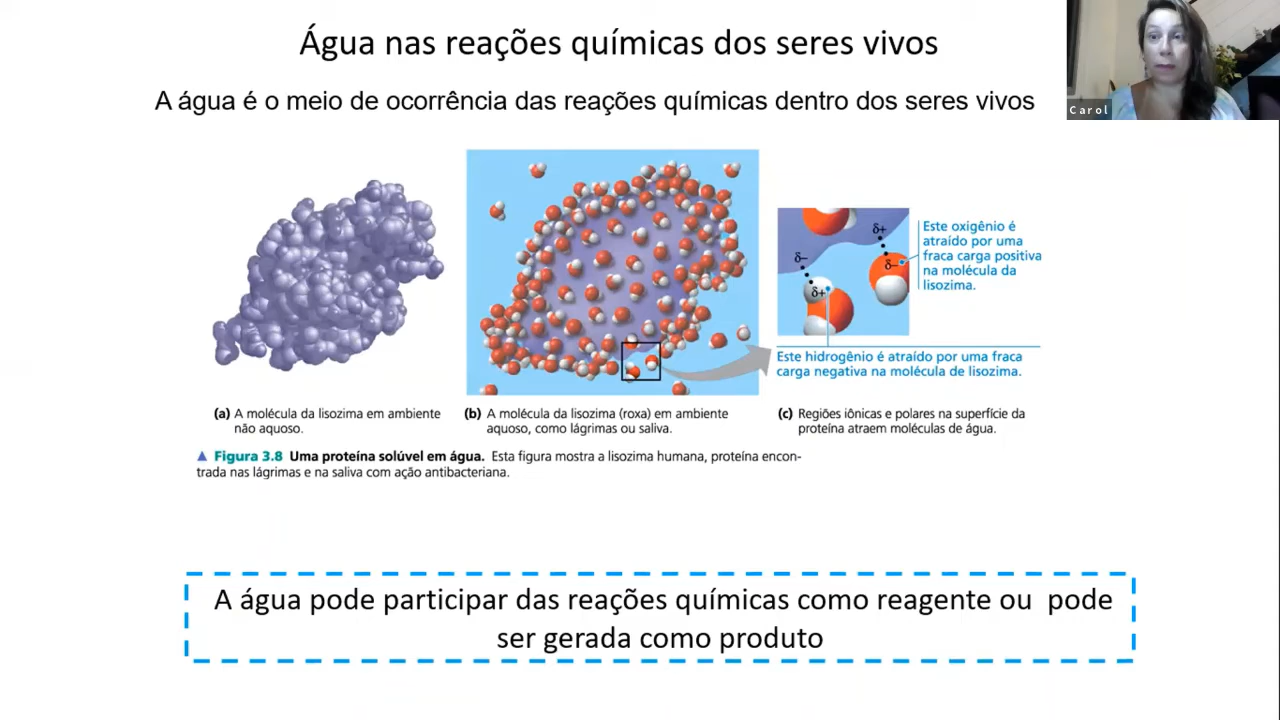 Água nas reações químicas dos seres vivos
A água é o meio de ocorrência das reações químicas dentro dos seres vivos
Carol
δ+
δ–
δ–
δ+
Este oxigênio é
atraído por uma
fraca carga positiva
na molécula da
lisozima.
Este hidrogênio é atraído por uma fraca
carga negativa na molécula de lisozima.
(a) A molécula da lisozima em ambiente
não aquoso.
(b) A molécula da lisozima (roxa) em ambiente
aquoso, como lágrimas ou saliva.
(c) Regiões iônicas e polares na superfície da
proteína atraem moléculas de água.
▲ Figura 3.8 Uma proteína solúvel em água. Esta figura mostra a lisozima humana, proteína encon-
trada nas lágrimas e na saliva com ação antibacteriana.
A água pode participar das reações químicas como reagente ou pode
ser gerada como produto